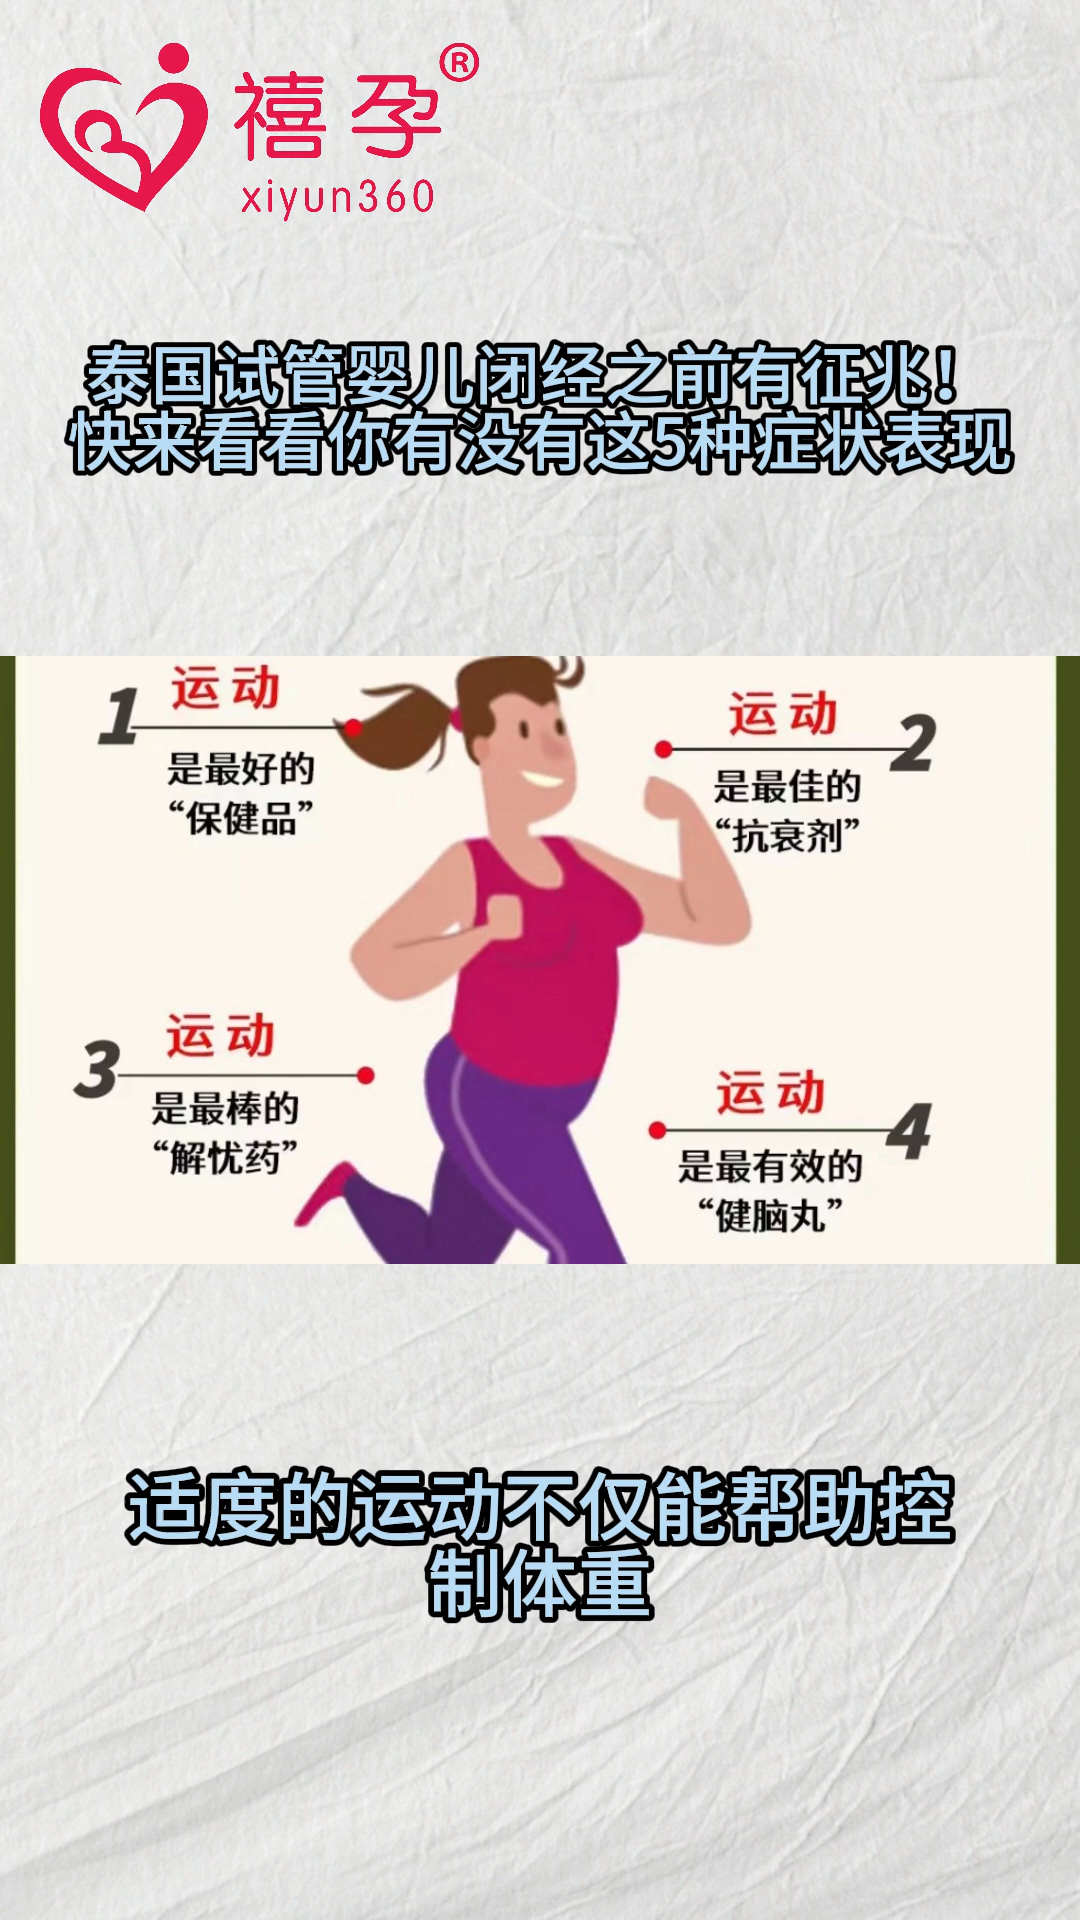 禧孕®
xiyun360
泰国试管婴儿闭经之前有征兆！
快来看看你有没有这5种症状表现
1
运动
是最好的
“保健品”
运动
2
是最佳的
“抗衰剂”
3
运动
是最棒的
“解忧药”
运动
4
是最有效的
“健脑丸”
适度的运动不仅能帮助控
制体重